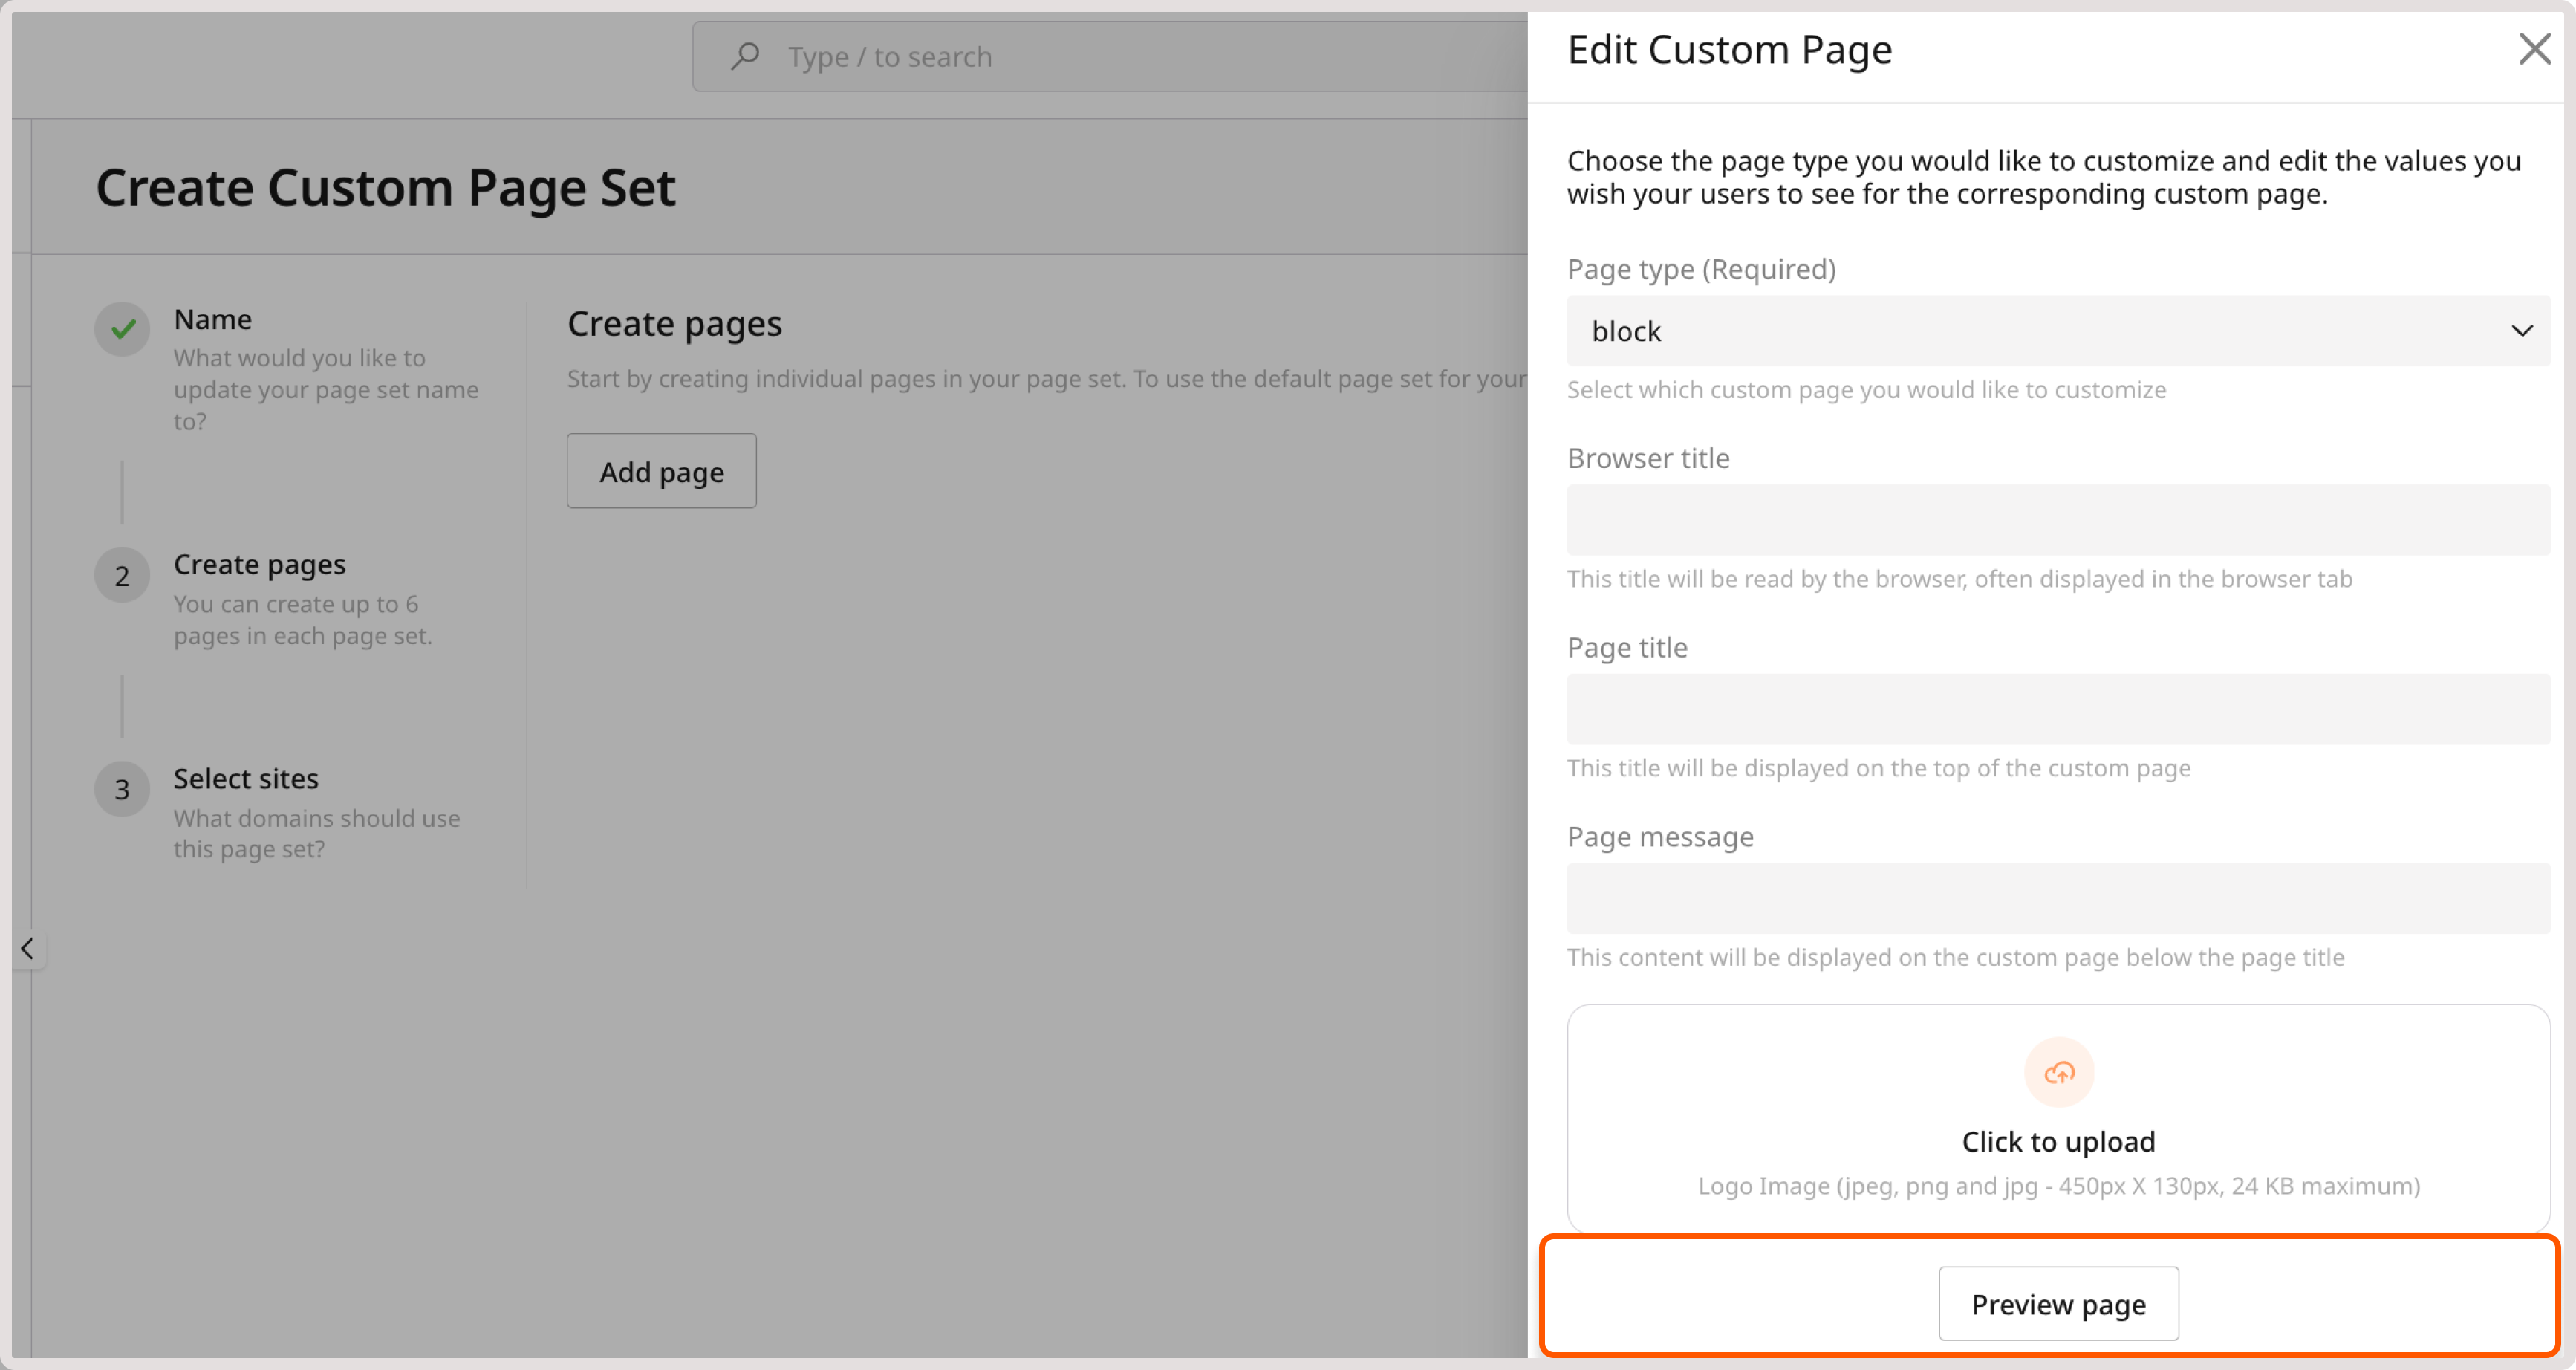 Type / to search
Create Custom Page Set
Name
What would you like to
update your page set name
to?
2
Create pages
You can create up to 6
pages in each page set.
3
Select sites
What domains should use
this page set?
Create pages
Start by creating individual pages in your page set. To use the default page set for your
Add page
Edit Custom Page
Choose the page type you would like to customize and edit the values you
wish your users to see for the corresponding custom page.
Page type (Required)
block
Select which custom page you would like to customize
Browser title
This title will be read by the browser, often displayed in the browser tab
Page title
This title will be displayed on the top of the custom page
Page message
This content will be displayed on the custom page below the page title
Click to upload
Logo Image (jpeg, png and jpg - 450px X 130px, 24 KB maximum)
Preview page